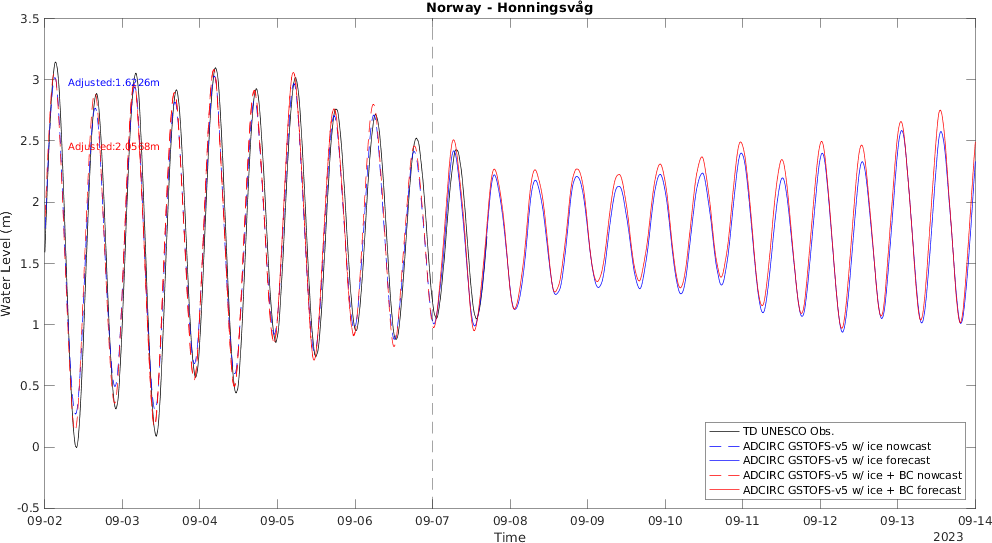 Norway - Honningsvåg
3.5
3
2.5
2
1.5
1
0.5
0
-0.5
Water Level (m)
Adjusted:1.6226m
Adjusted:2.0568m
TD UNESCO Obs.
ADCIRC GSTOFS-v5 w/ ice nowcast
ADCIRC GSTOFS-v5 w/ ice forecast
ADCIRC GSTOFS-v5 w/ ice + BC nowcast
ADCIRC GSTOFS-v5 w/ ice + BC forecast
09-02 09-03 09-04 09-05 09-06 09-07 09-08 09-09 09-10 09-11 09-12 09-13 09-14
Time
2023